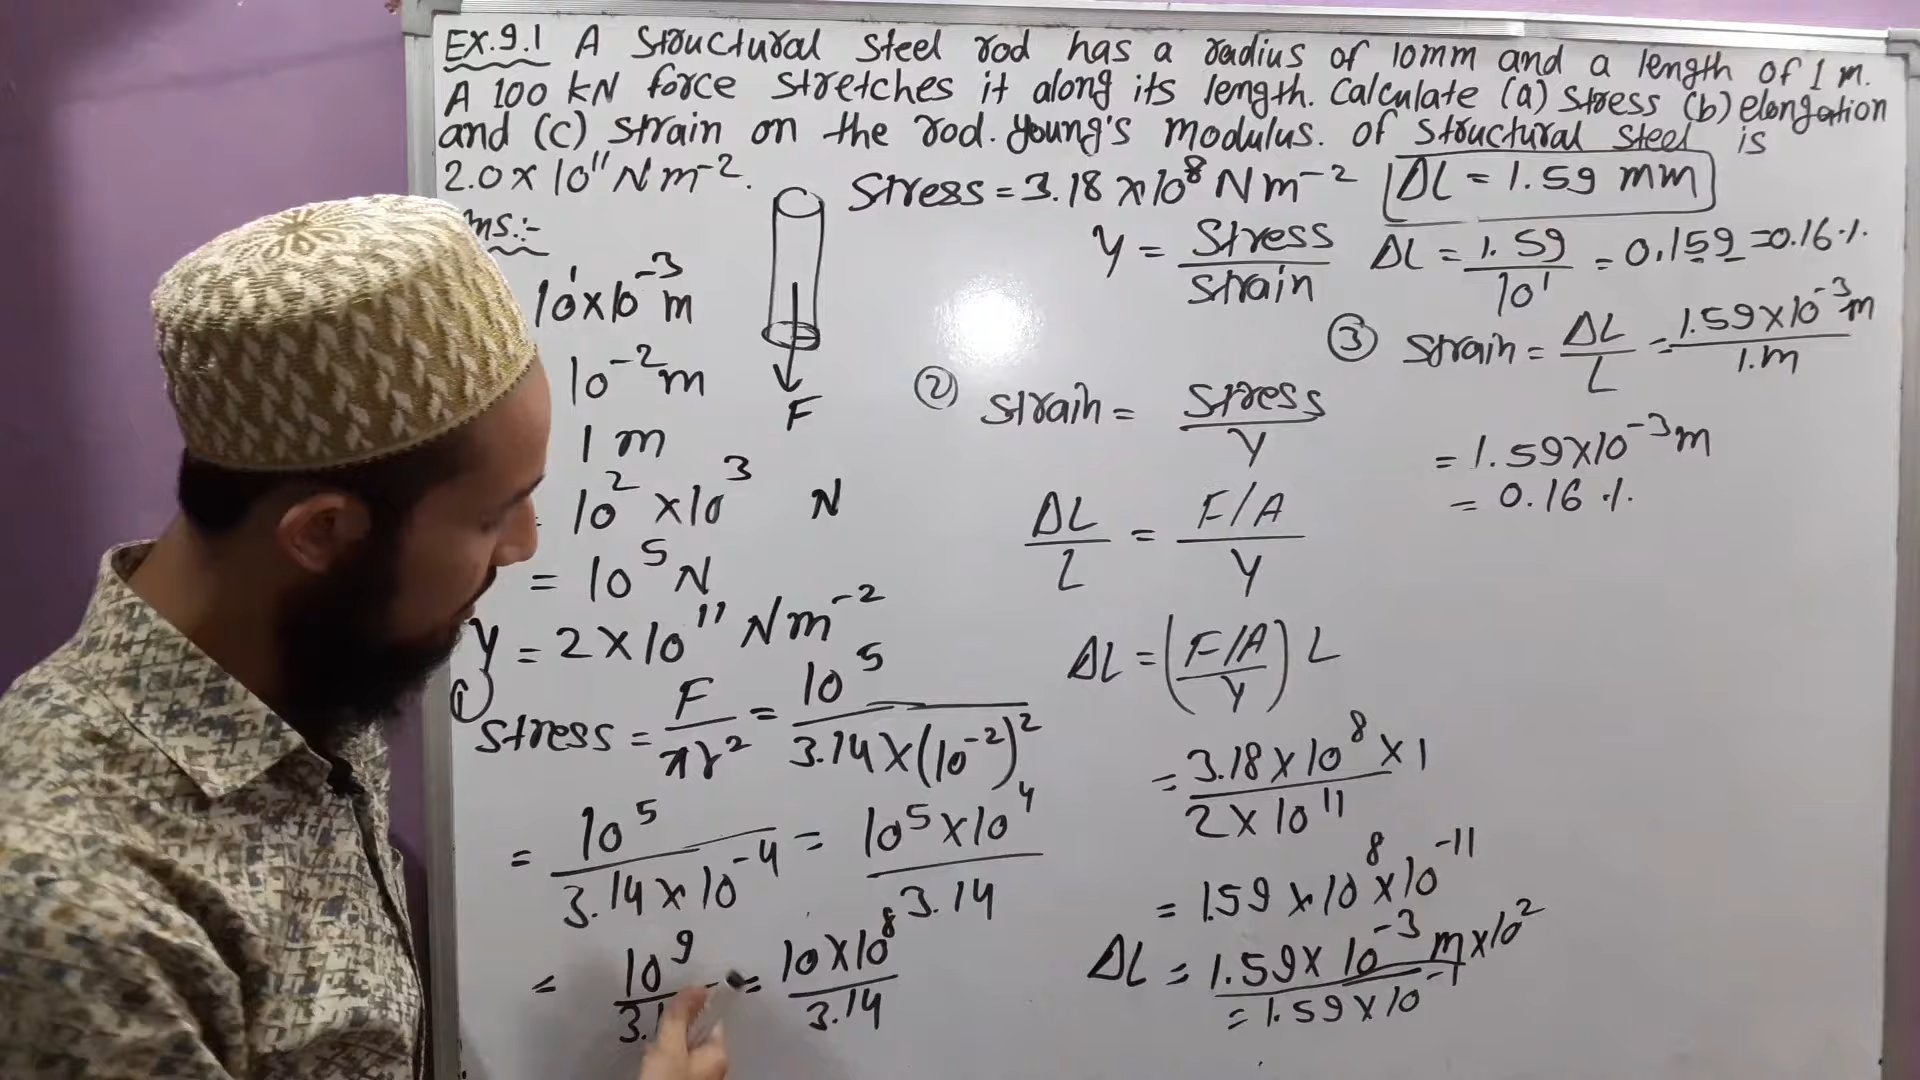 EX.9.1 A Structural Steel rod has a radius of 10mm and a length of 1 m.
A 100 kN force stretches it along its length. Calculate (a) stress (b) elongation
and (c) strain on the rod. Young's modulus. of structural steel is
2.0 x 10¹¹ N m⁻².
ns:-
10 x 10⁻³ m
10⁻² m
1 m
10² x 10³ N
= 10⁵ N
Y = 2 x 10¹¹ N m⁻²
F
① Stress = F/πr² = 10⁵/3.14 x (10⁻²)²
= 10⁵/3.14 x 10⁻⁴ = 10⁵ x 10⁴/3.14
= 10⁹/3.1 = 10 x 10⁸/3.14
Stress = 3.18 x 10⁸ N m⁻²
Y = Stress/strain
② Strain = Stress/Y
ΔL/L = F/A/Y
ΔL = (F/A/Y) L
= 3.18 x 10⁸ x 1/2 x 10¹¹
= 1.59 x 10⁸ x 10⁻¹¹
ΔL = 1.59 x 10⁻³ m x 10²
= 1.59 x 10⁻¹
ΔL = 1.59 mm
ΔL = 1.59/10¹ = 0.159 = 0.16 %
③ Strain = ΔL/L = 1.59 x 10⁻³ m/1.m
= 1.59 x 10⁻³ m
= 0.16 %